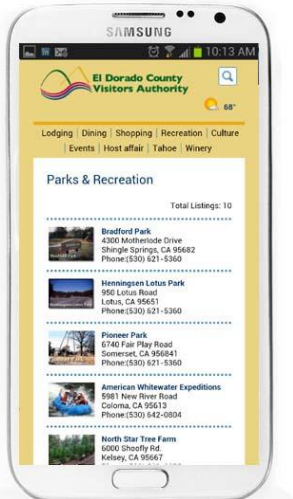 SAMSUNG
10:13 AM
El Dorado County
Visitors Authority
68°
Lodging | Dining | Shopping | Recreation | Culture
| Events | Host affair | Tahoe | Winery
Parks & Recreation
Total Listings: 10
Bradford Park
4300 Motherlode Drive
Shingle Springs, CA 95682
Phone:(530) 621-5360
Henningsen Lotus Park
950 Lotus Road
Lotus, CA 95651
Phone:(530) 621-5360
Pioneer Park
6740 Fair Play Road
Somerset, CA 956841
Phone:(530) 621-5360
American Whitewater Expeditions
5981 New River Road
Coloma, CA 95613
Phone:(530) 642-0804
North Star Tree Farm
6000 Shoofly Rd.
Kelsey, CA 95667